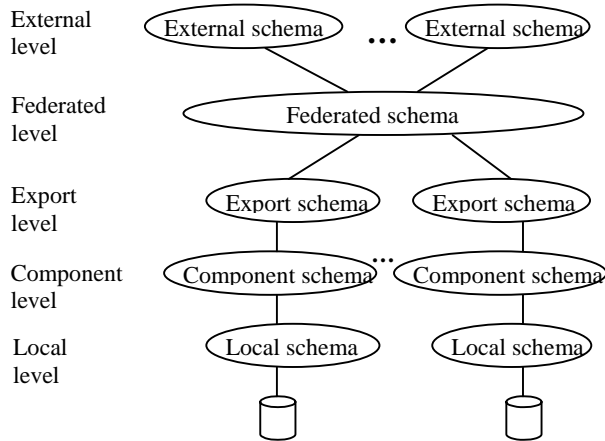 External level
External schema ... External schema
Federated level
Federated schema
Export level
Export schema Export schema
Component level
Component schema ... Component schema
Local level
Local schema Local schema